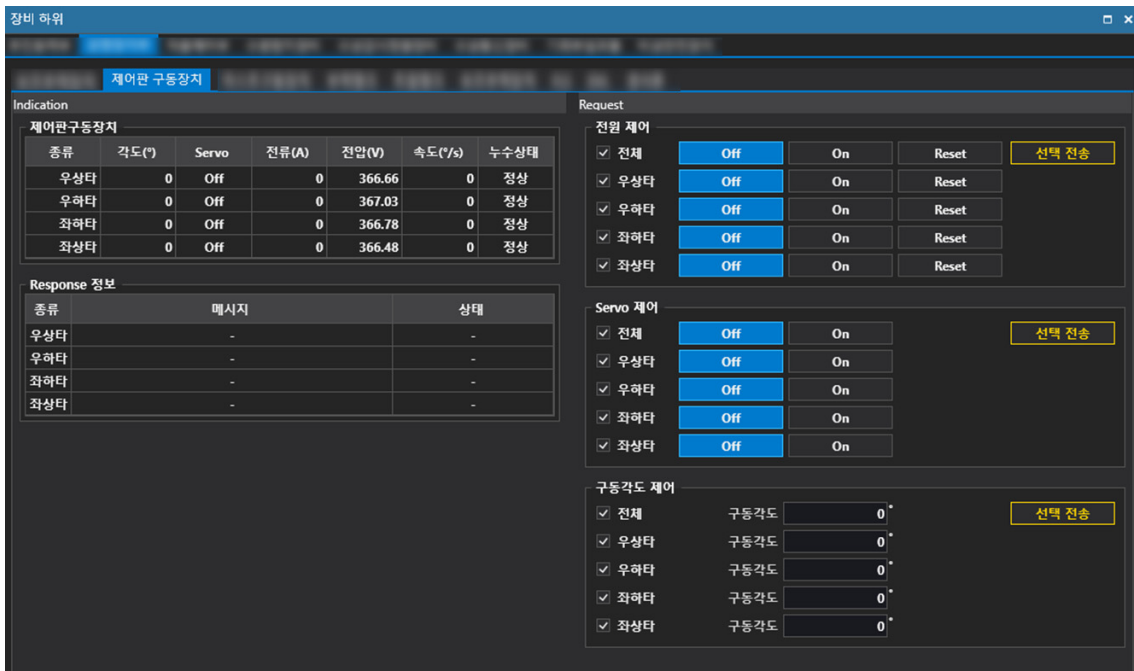 장비 하위
제어판 구동장치
Indication
제어판구동장치
종류 각도(º) Servo 전류(A) 전압(V) 속도(º/s) 누수상태
우상타 0 Off 0 366.66 0 정상
우하타 0 Off 0 367.03 0 정상
좌하타 0 Off 0 366.78 0 정상
좌상타 0 Off 0 366.48 0 정상
Response 정보
종류 메시지 상태
우상타 - -
우하타 - -
좌하타 - -
좌상타 - -
Request
전원 제어
전체 Off On Reset 선택 전송
우상타 Off On Reset
우하타 Off On Reset
좌하타 Off On Reset
좌상타 Off On Reset
Servo 제어
전체 Off On 선택 전송
우상타 Off On
우하타 Off On
좌하타 Off On
좌상타 Off On
구동각도 제어
전체 구동각도 0 º 선택 전송
우상타 구동각도 0 º
우하타 구동각도 0 º
좌하타 구동각도 0 º
좌상타 구동각도 0 º